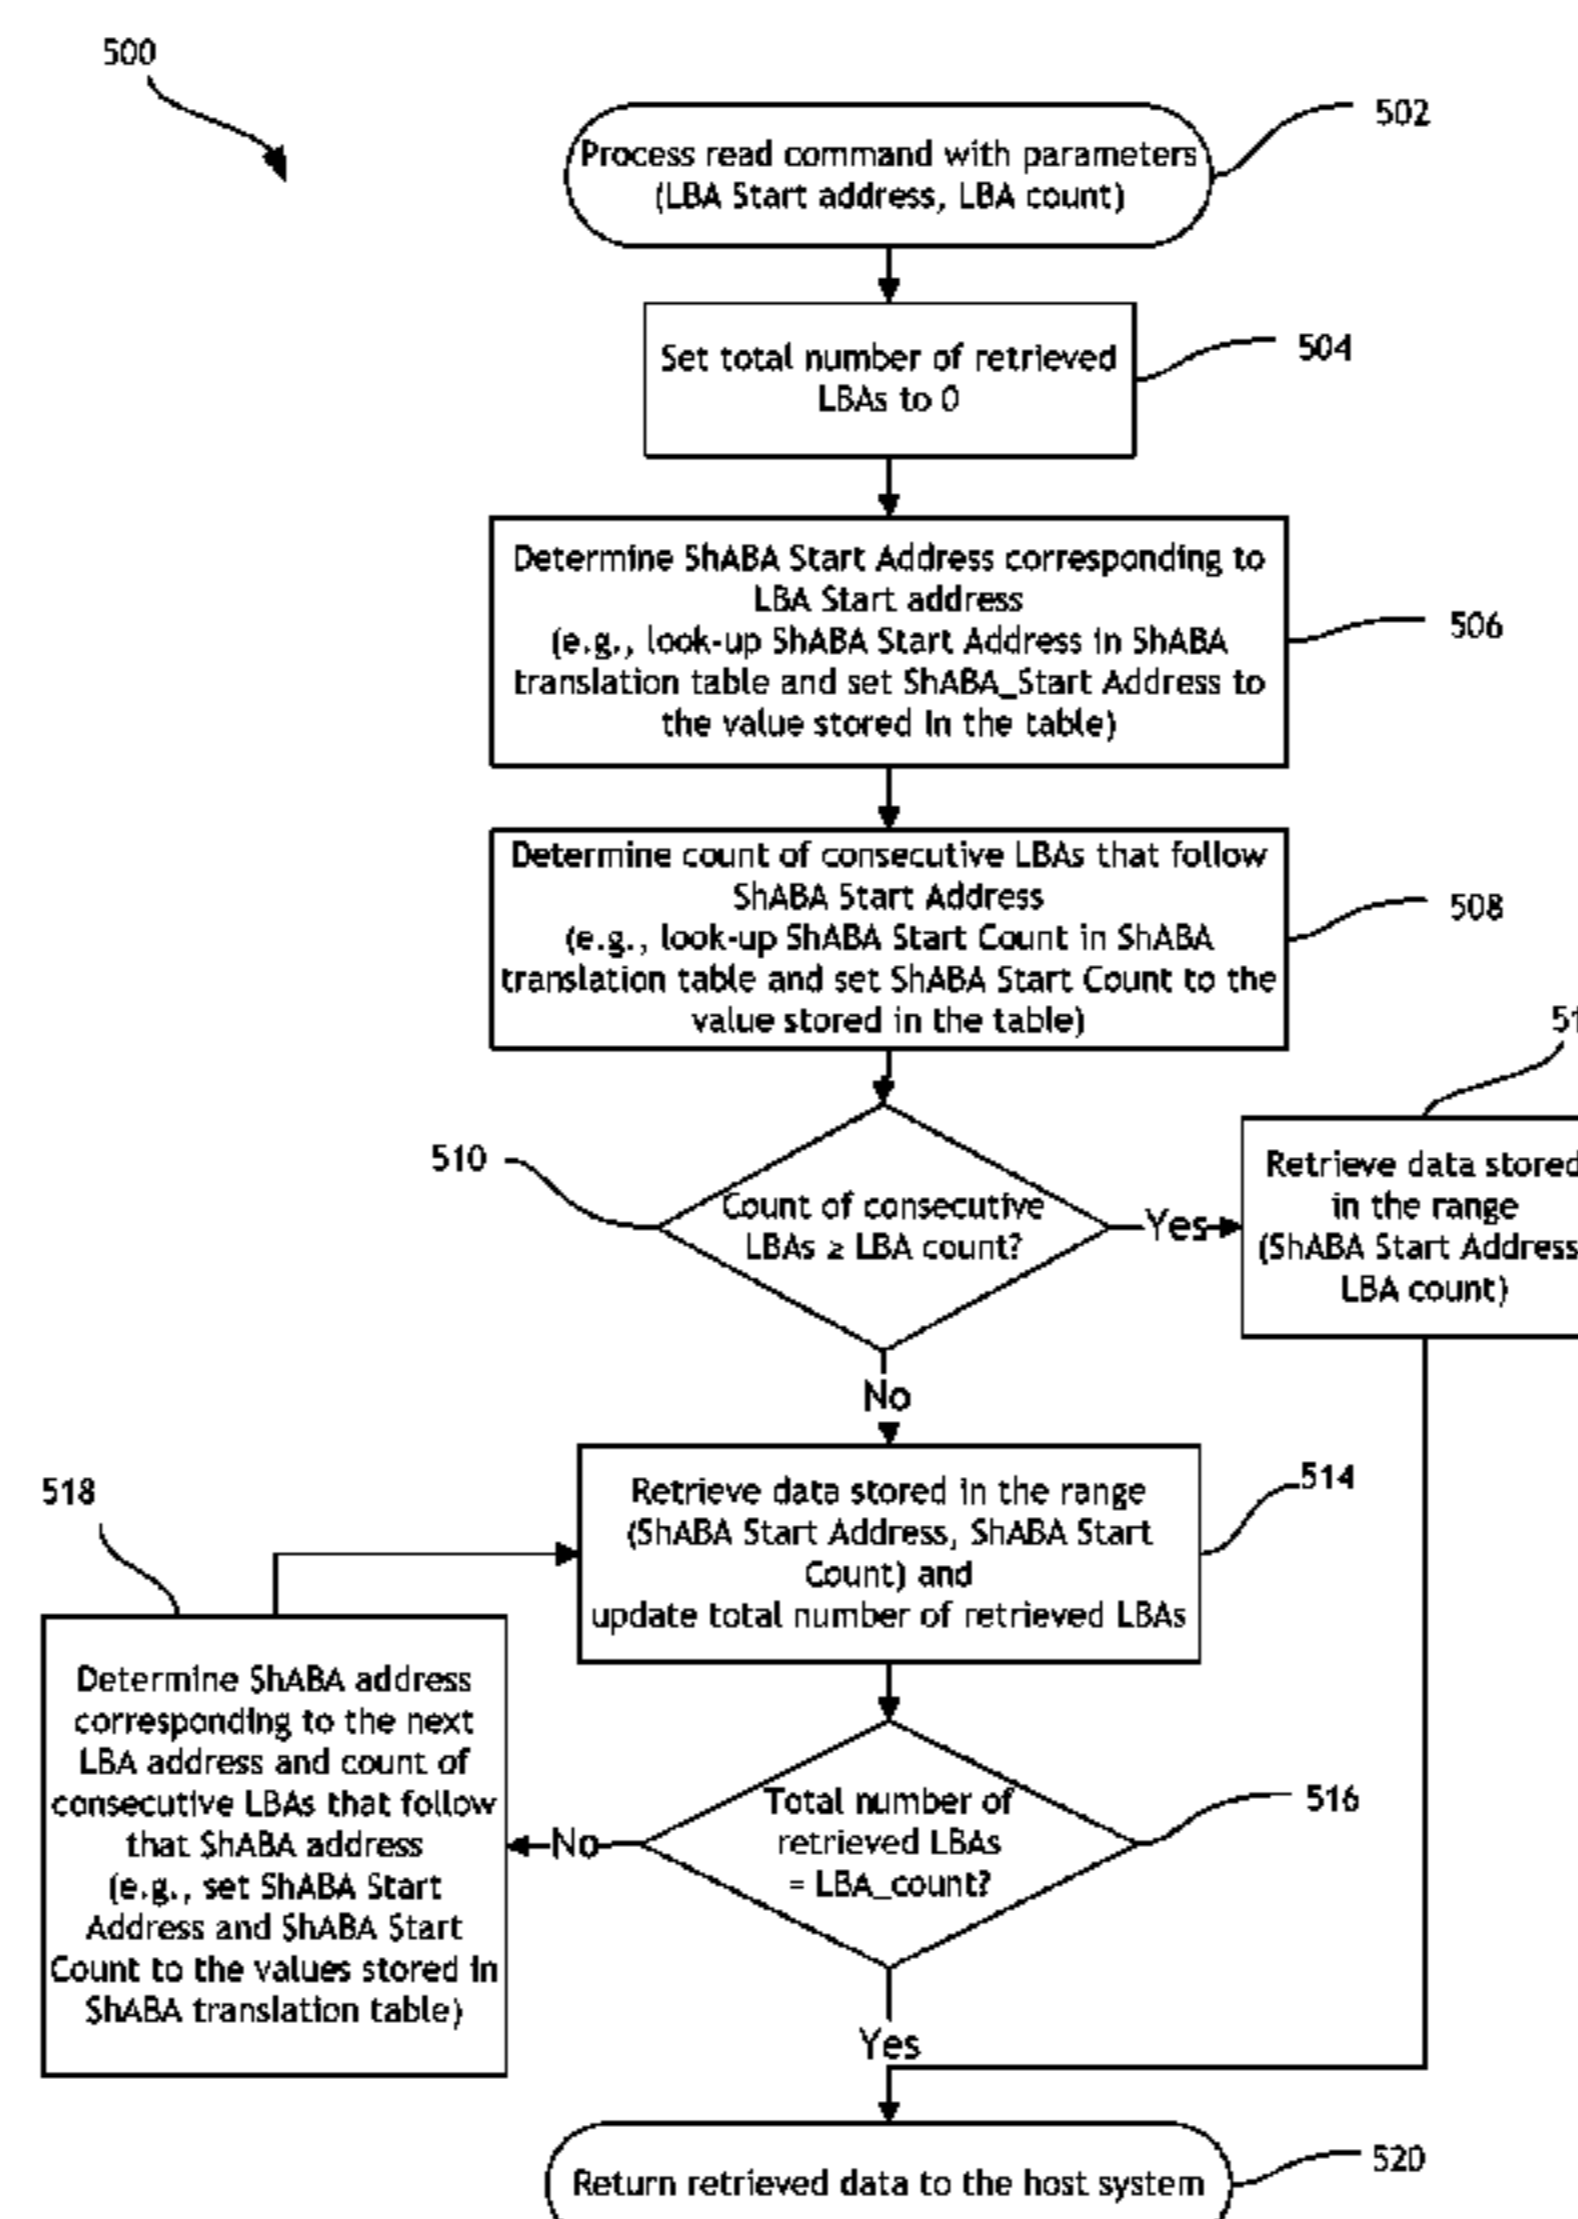 500
502
Process read command with parameters
(LBA Start address, LBA count)
504
Set total number of retrieved
LBAs to 0
506
Determine ShABA Start Address corresponding to
LBA Start address
(e.g., look-up ShABA Start Address in ShABA
translation table and set ShABA_Start Address to
the value stored in the table)
508
Determine count of consecutive LBAs that follow
ShABA Start Address
(e.g., look-up ShABA Start Count in ShABA
translation table and set ShABA Start Count to the
value stored in the table)
510
Count of consecutive
LBAs ≥ LBA count?
Yes
Retrieve data stored
in the range
(ShABA Start Address
LBA count)
No
514
Retrieve data stored in the range
(ShABA Start Address, ShABA Start
Count) and
update total number of retrieved LBAs
518
Determine ShABA address
corresponding to the next
LBA address and count of
consecutive LBAs that follow
that ShABA address
(e.g., set ShABA Start
Address and ShABA Start
Count to the values stored in
ShABA translation table)
516
Total number of
retrieved LBAs
= LBA_count?
No
Yes
520
Return retrieved data to the host system